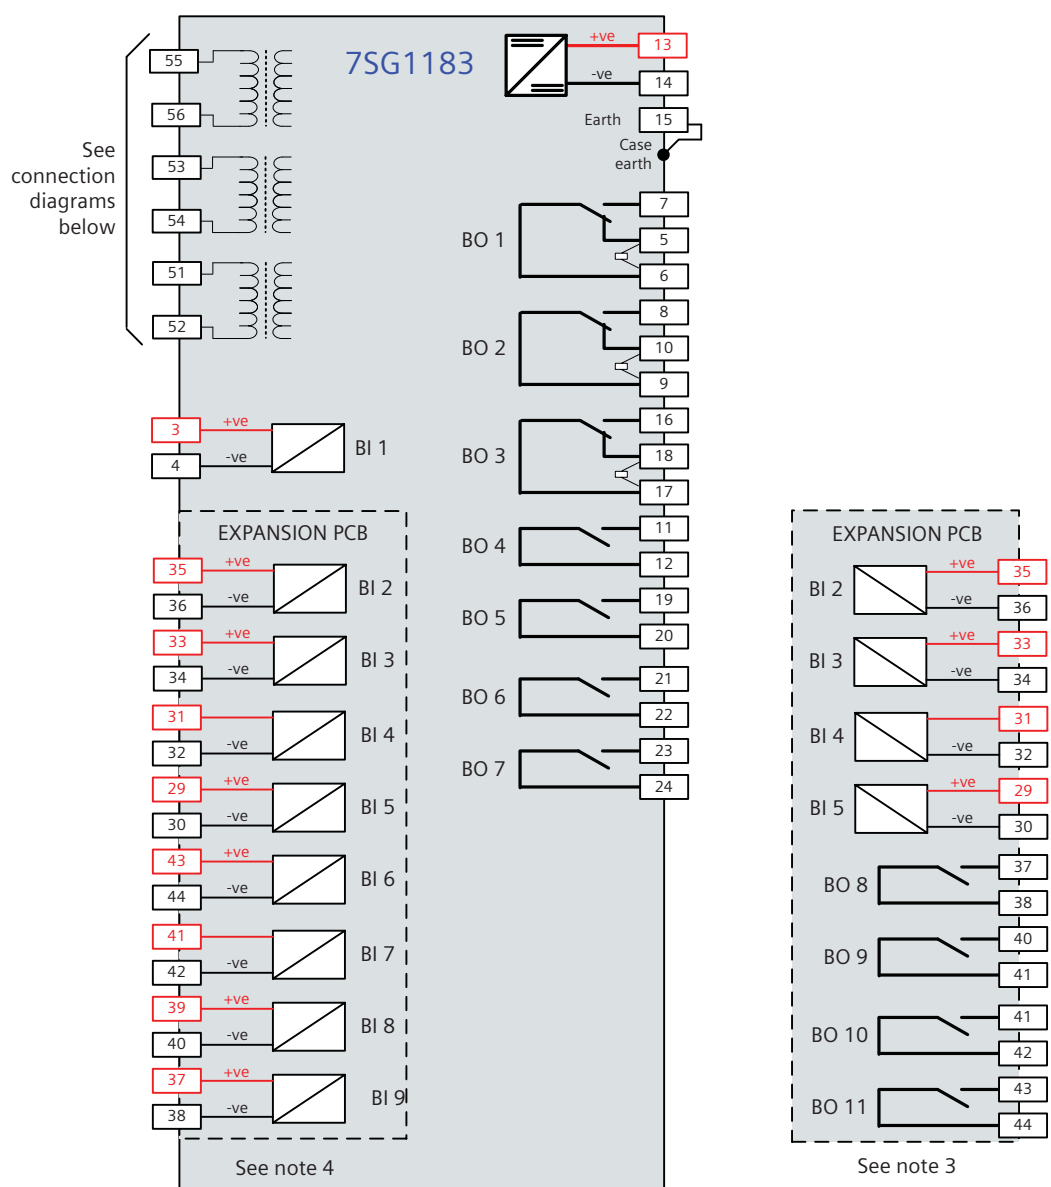 7SG1183
55
56
53
54
51
52
See
connection
diagrams
below
+ve
13
-ve
14
Earth
15
Case
earth
BO 1
7
5
6
BO 2
8
10
9
BO 3
16
18
17
BO 4
11
12
BO 5
19
20
BO 6
21
22
BO 7
23
24
3
+ve
4
-ve
BI 1
EXPANSION PCB
35
+ve
36
-ve
BI 2
33
+ve
34
-ve
BI 3
31
32
-ve
BI 4
29
+ve
30
-ve
BI 5
43
+ve
44
-ve
BI 6
41
42
-ve
BI 7
39
+ve
40
-ve
BI 8
37
+ve
38
-ve
BI 9
See note 4
EXPANSION PCB
BI 2
+ve
35
-ve
36
BI 3
+ve
33
-ve
34
BI 4
31
-ve
32
BI 5
+ve
29
-ve
30
BO 8
37
38
BO 9
40
41
BO 10
41
42
BO 11
43
44
See note 3